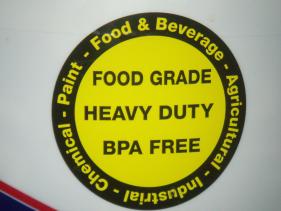 Chemical - Paint - Food & Beverage - Agricultural - Industrial -
FOOD GRADE
HEAVY DUTY
BPA FREE